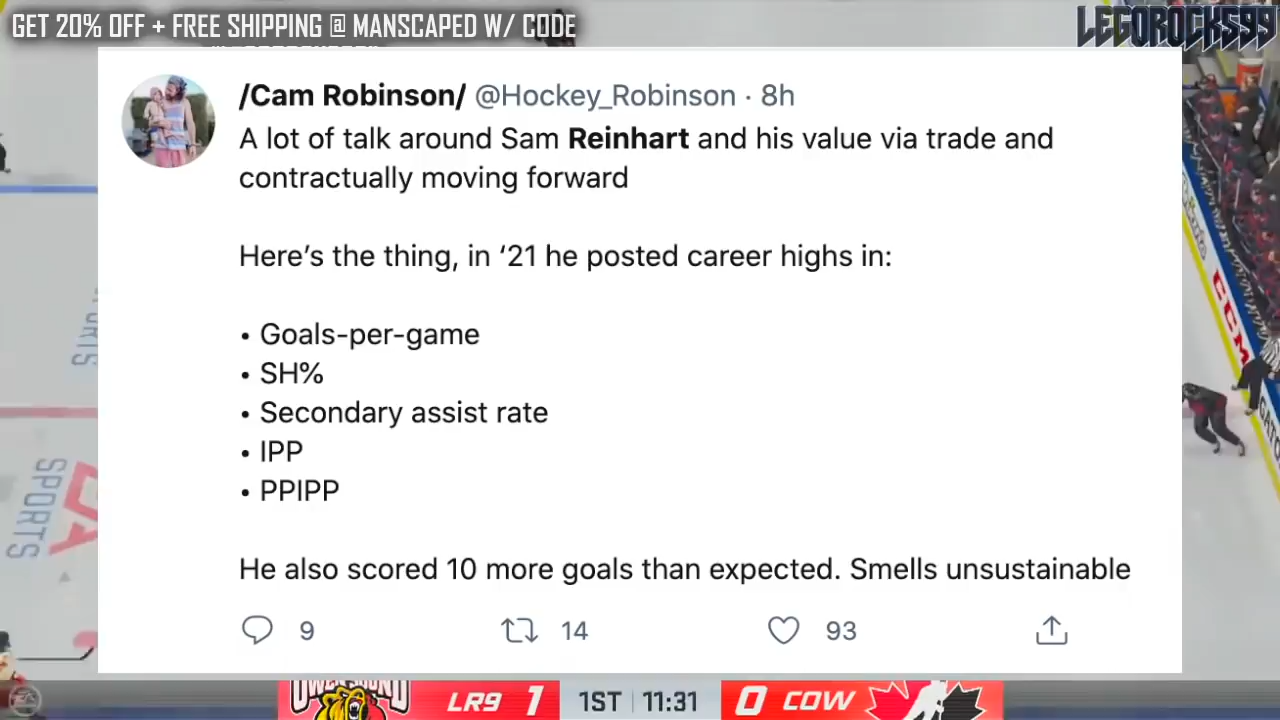 GET 20% OFF + FREE SHIPPING @ MANSCAPED W/ CODE
LEGOROCKS99
/Cam Robinson/ @Hockey_Robinson · 8h
A lot of talk around Sam Reinhart and his value via trade and
contractually moving forward
Here’s the thing, in ‘21 he posted career highs in:
• Goals-per-game
• SH%
• Secondary assist rate
• IPP
• PPIPP
He also scored 10 more goals than expected. Smells unsustainable
9 14 93
SPORTS
CCM
LR9 1 1ST 11:31 0 COW